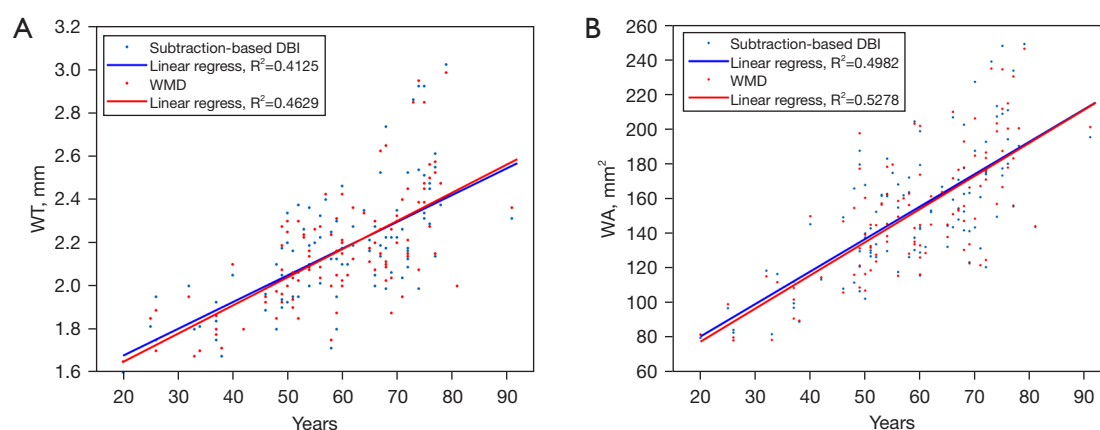 A
WT, mm
3.2
3.0
2.8
2.6
2.4
2.2
2.0
1.8
1.6
Subtraction-based DBI
Linear regress, R²=0.4125
WMD
Linear regress, R²=0.4629
20 30 40 50 60 70 80 90
Years
B
WA, mm²
260
240
220
200
180
160
140
120
100
80
60
Subtraction-based DBI
Linear regress, R²=0.4982
WMD
Linear regress, R²=0.5278
20 30 40 50 60 70 80 90
Years